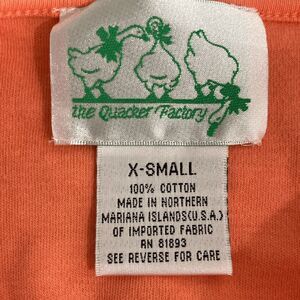 the Quacker Factory
X-SMALL
100% COTTON
MADE IN NORTHERN
MARIANA ISLANDS(U.S.A.)
OF IMPORTED FABRIC
RN 81893
SEE REVERSE FOR CARE